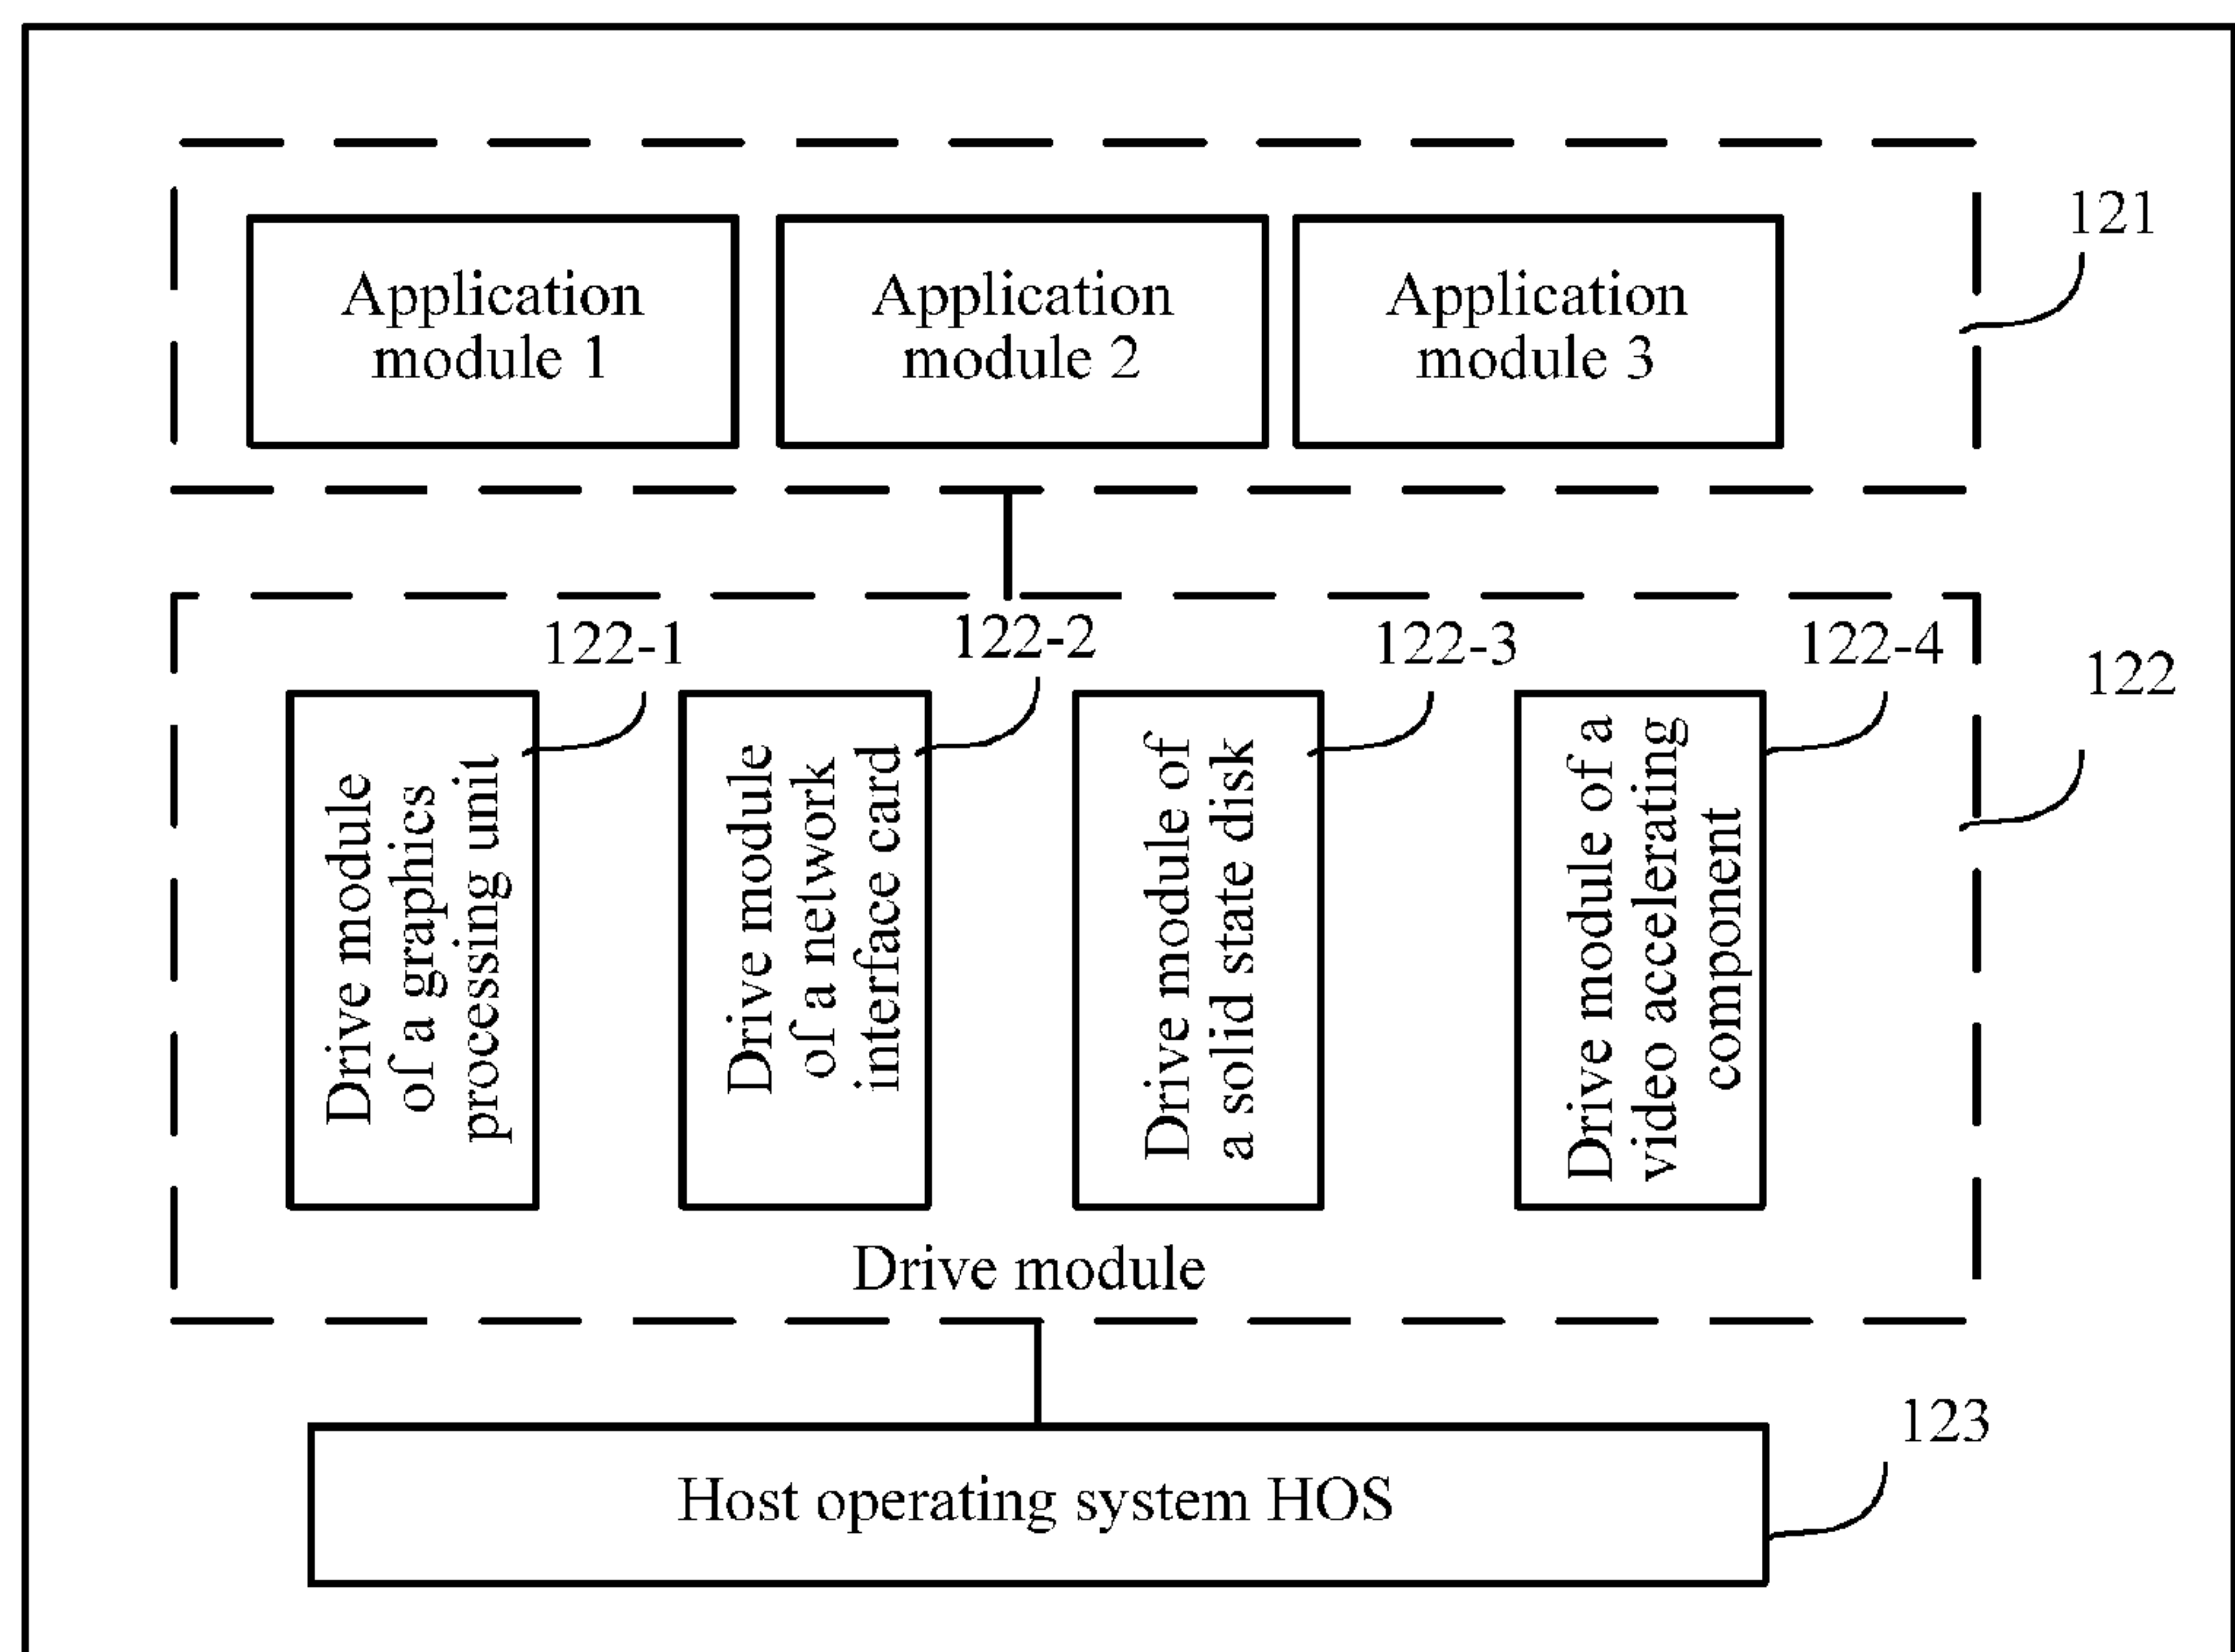 Application
module 1
Application
module 2
Application
module 3
121
122-1
122-2
122-3
122-4
122
Drive module
of a graphics
processing unit
Drive module
of a network
interface card
Drive module of
a solid state disk
Drive module of a
video accelerating
component
Drive module
123
Host operating system HOS